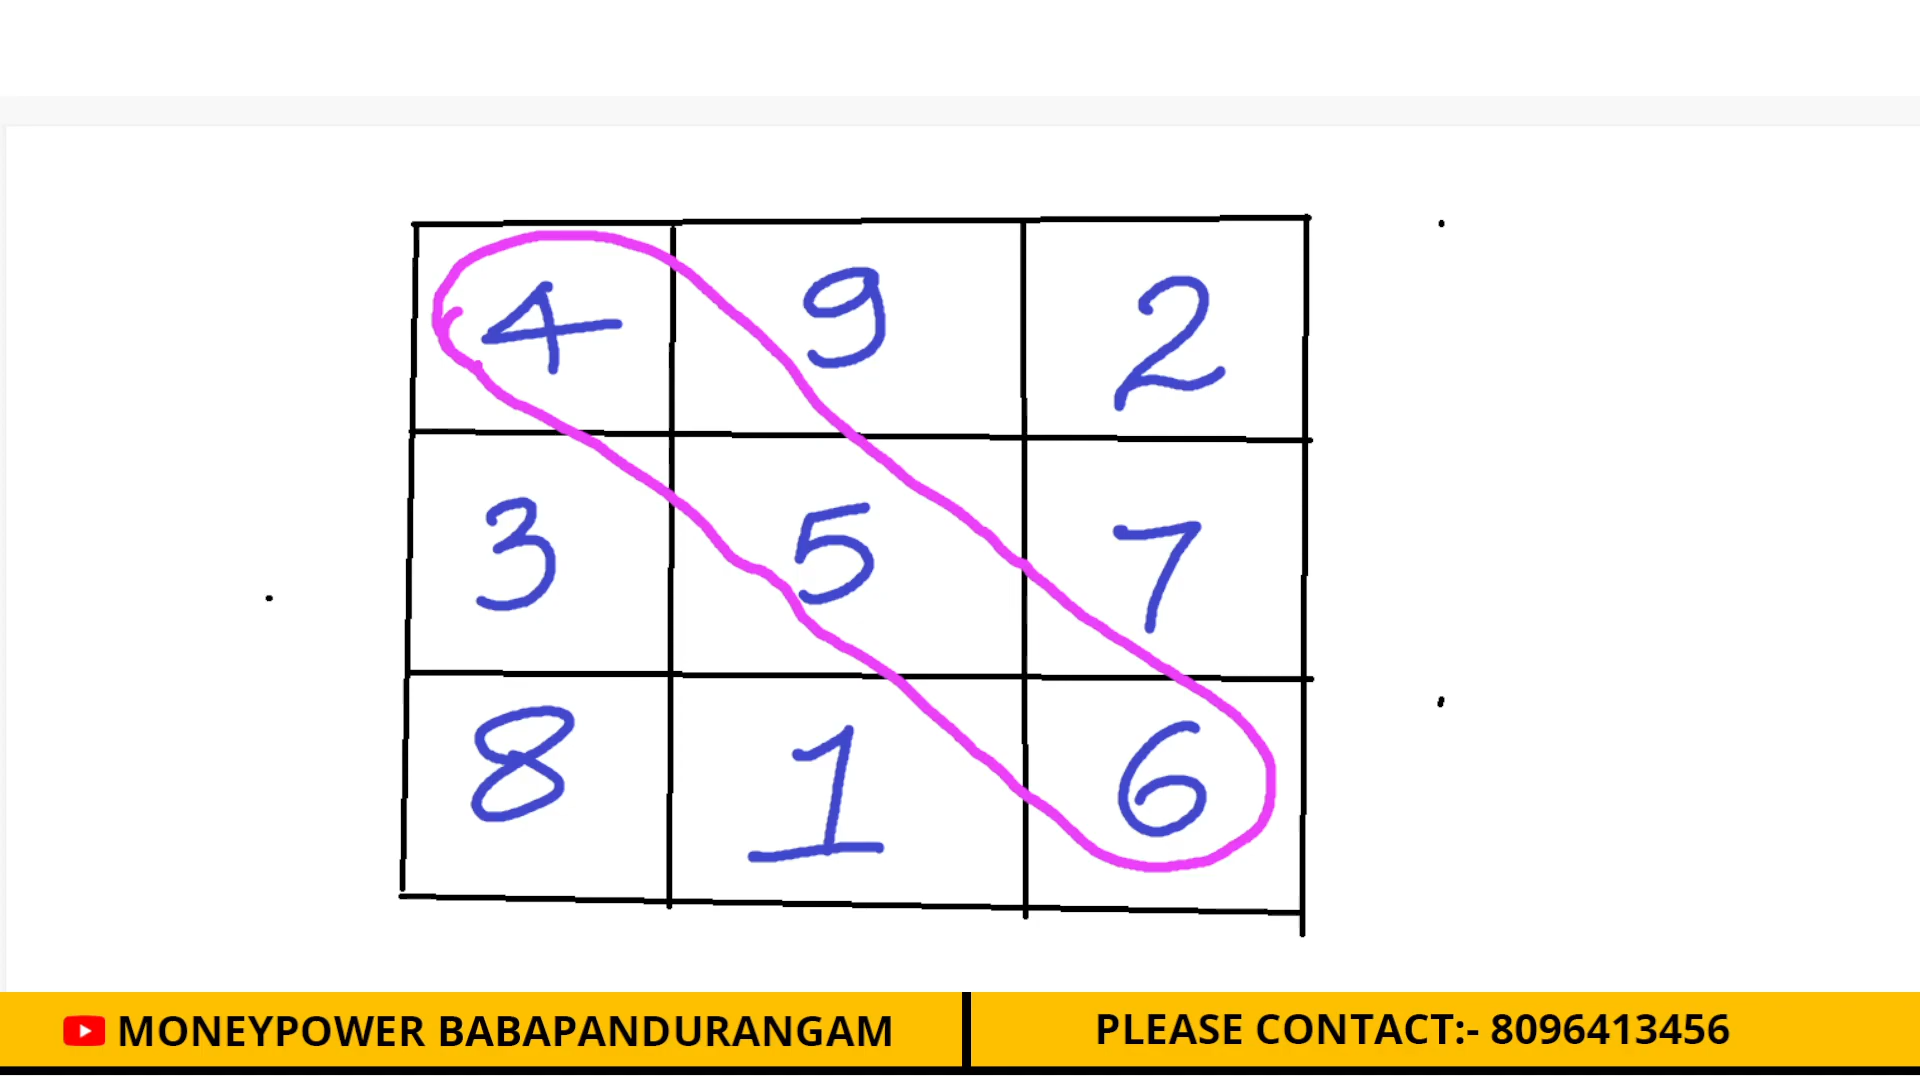 4 9 2
3 5 7
8 1 6
MONEYPOWER BABAPANDURANGAM
PLEASE CONTACT:- 8096413456